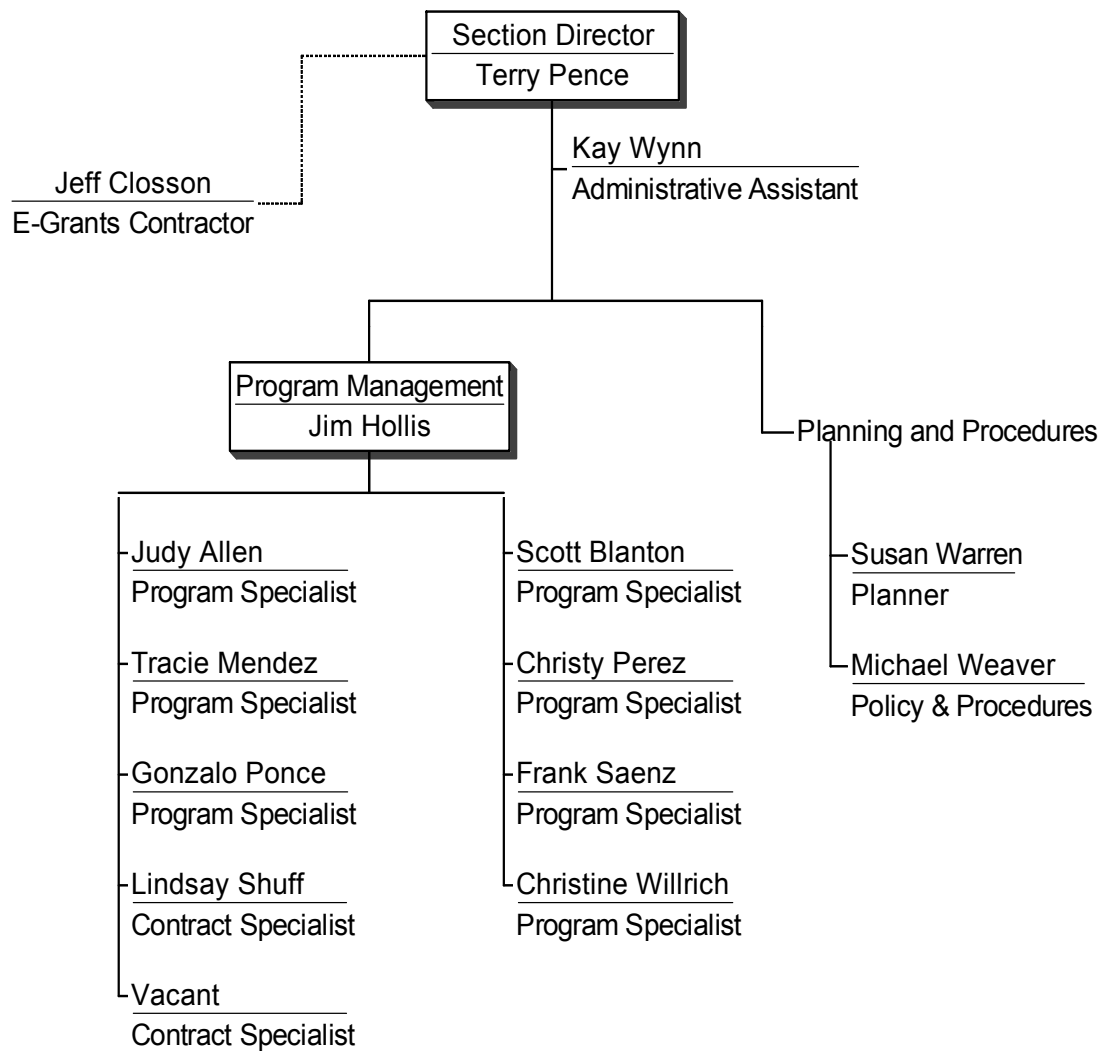 Section Director
Terry Pence
Kay Wynn
Administrative Assistant
Jeff Closson
E-Grants Contractor
Program Management
Jim Hollis
Planning and Procedures
Judy Allen
Program Specialist
Tracie Mendez
Program Specialist
Gonzalo Ponce
Program Specialist
Lindsay Shuff
Contract Specialist
Vacant
Contract Specialist
Scott Blanton
Program Specialist
Christy Perez
Program Specialist
Frank Saenz
Program Specialist
Christine Willrich
Program Specialist
Susan Warren
Planner
Michael Weaver
Policy & Procedures